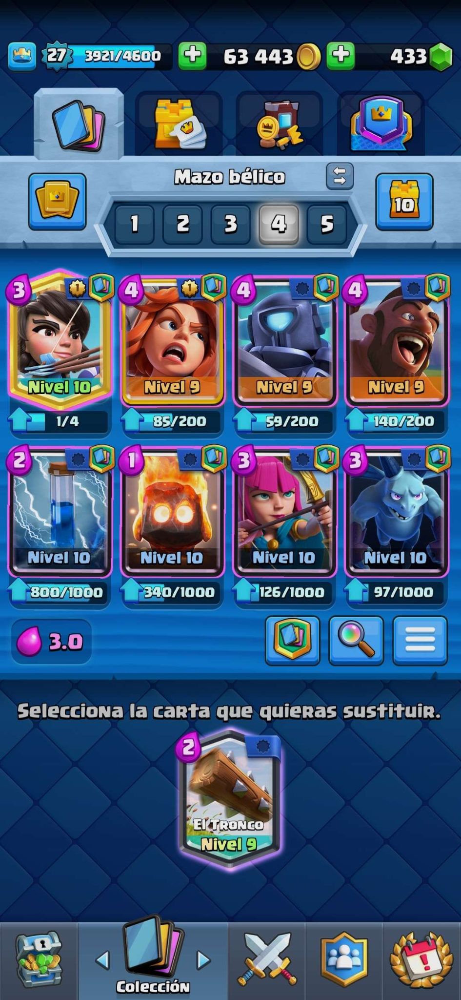 27 3921/4600 63 443 433
Mazo bélico
10
1 2 3 4 5
3 1 4 1 4 4
Nivel 10 Nivel 9 Nivel 9 Nivel 9
1/4 85/200 59/200 140/200
2 1 3 3
Nivel 10 Nivel 10 Nivel 10 Nivel 10
800/1000 340/1000 126/1000 97/1000
3.0
Selecciona la carta que quieras sustituir.
2
El Tronco
Nivel 9
Colección